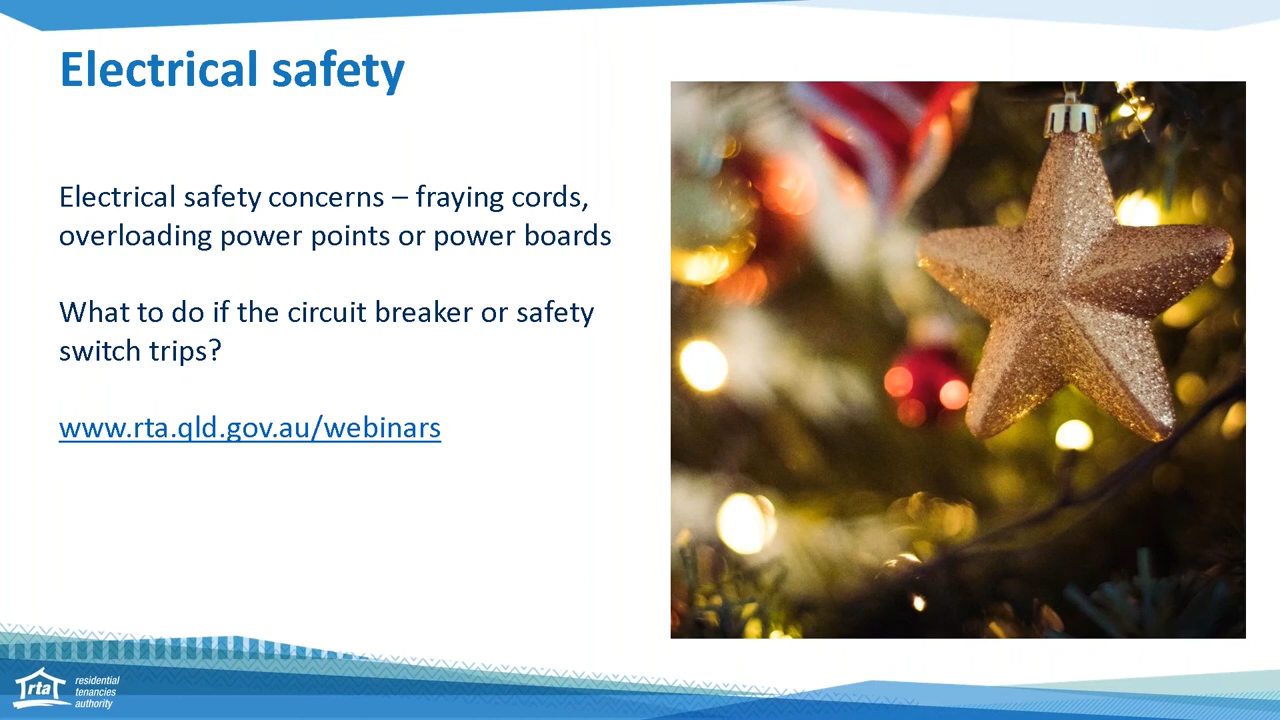 Electrical safety
Electrical safety concerns – fraying cords,
overloading power points or power boards
What to do if the circuit breaker or safety
switch trips?
www.rta.qld.gov.au/webinars
rta
residential
tenancies
authority